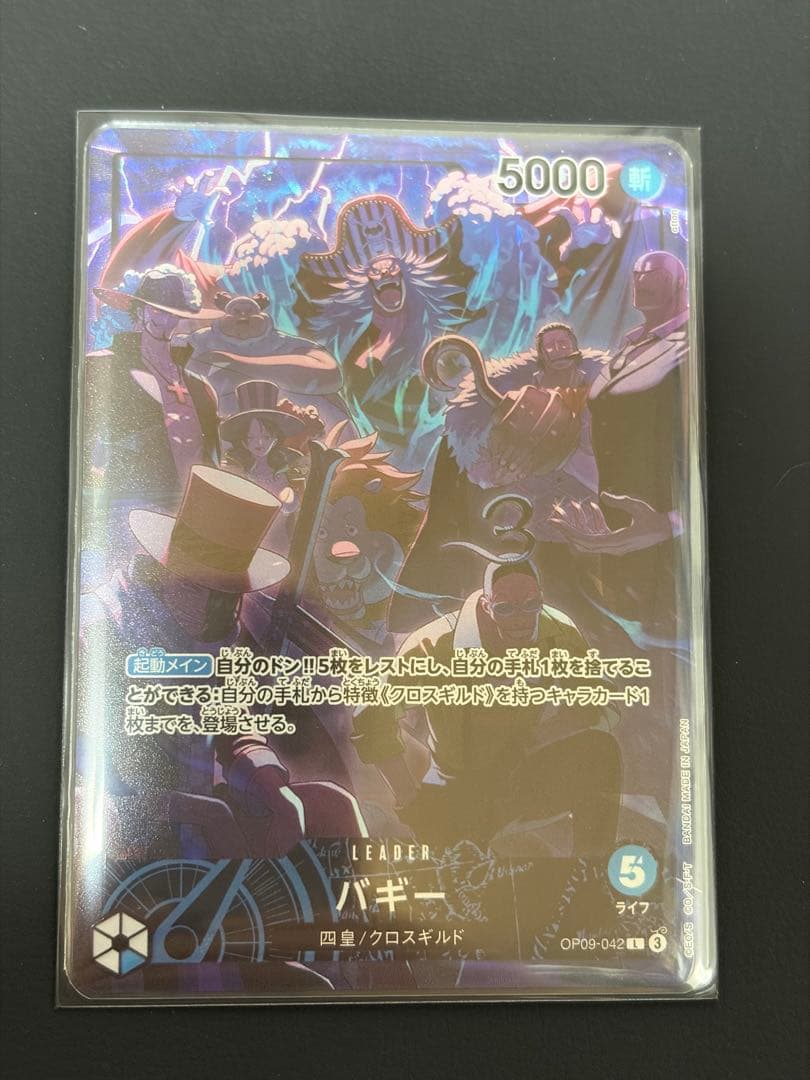 5000 斬
otton
起動メイン 自分のドン!!5枚をレストにし、自分の手札1枚を捨てるこ
とができる:自分の手札から特徴《クロスギルド》を持つキャラカード1
枚までを、登場させる。
LEADER
バギー
5
ライフ
四皇/クロスギルド
OP09-042 L 3
©E.O/S. ©O/S・F・T BANDAI MADE IN JAPAN